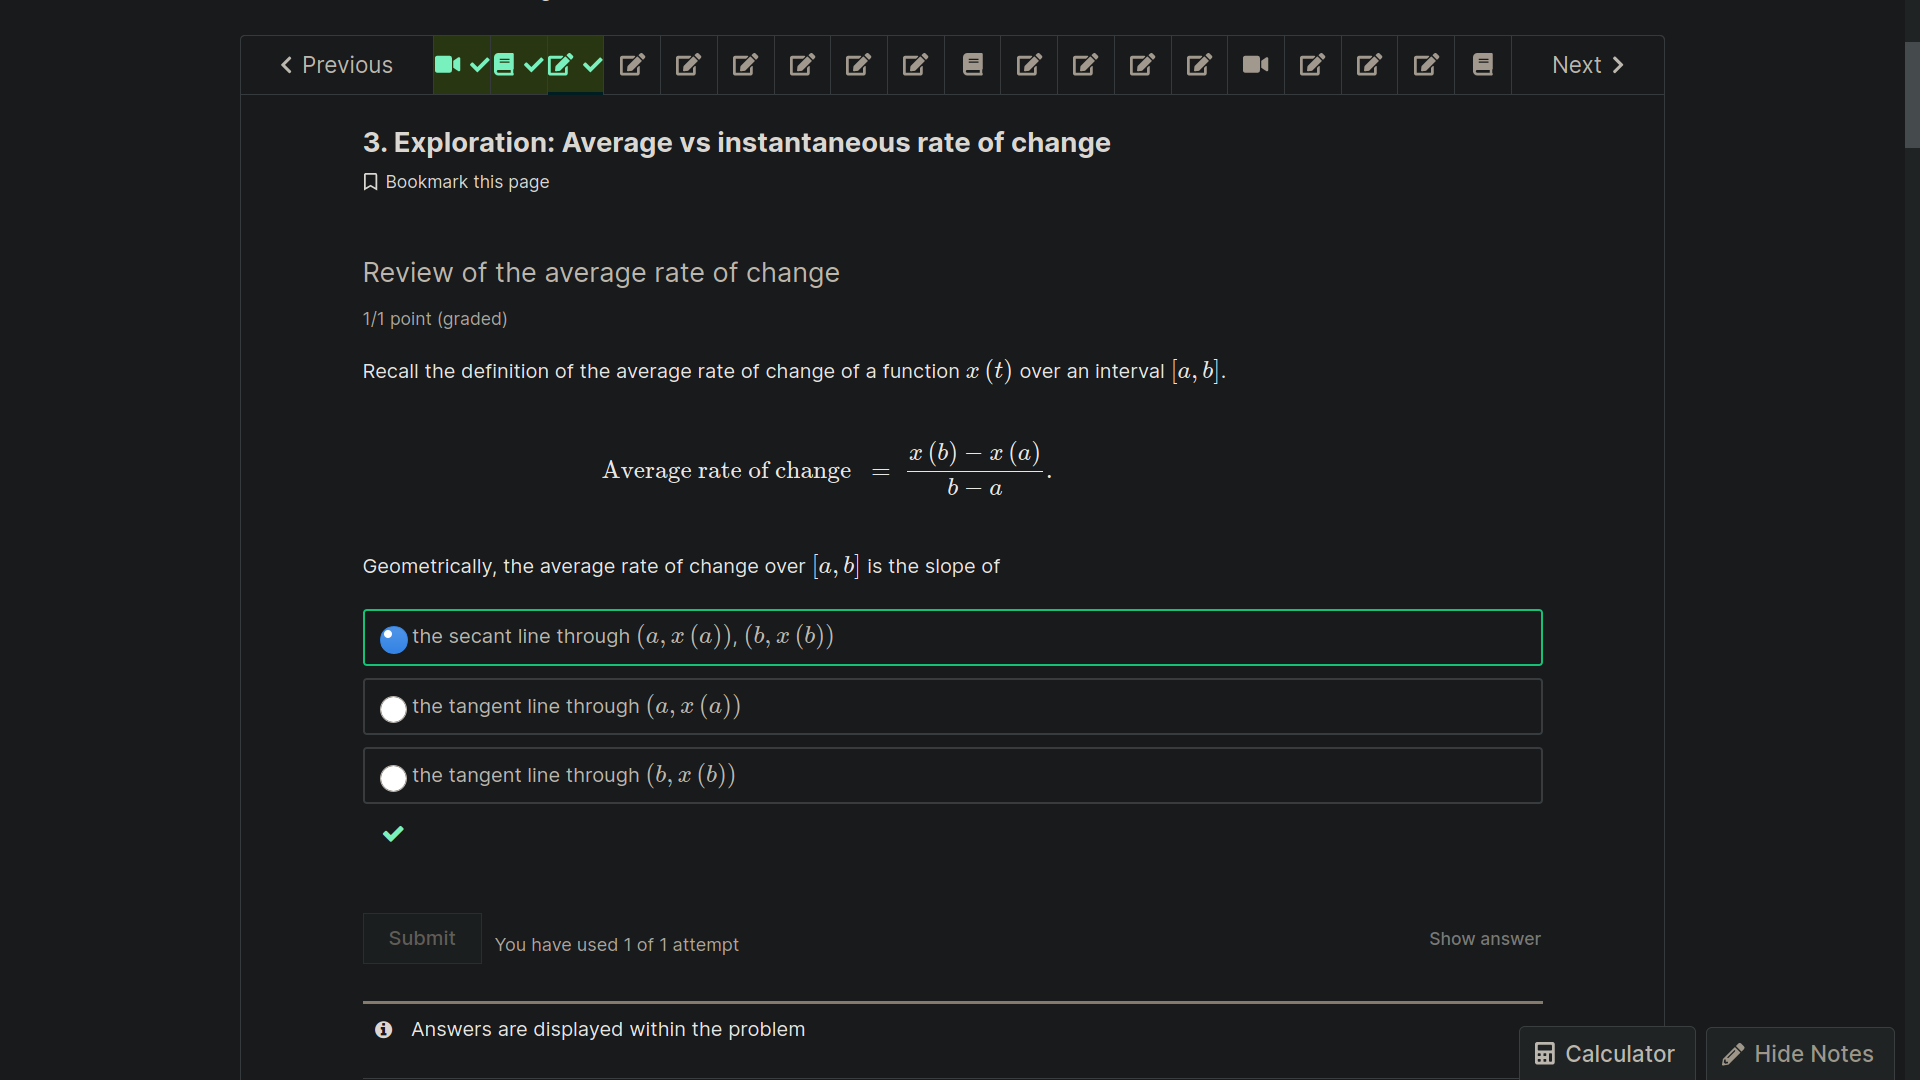 Previous
Next
3. Exploration: Average vs instantaneous rate of change
Bookmark this page
Review of the average rate of change
1/1 point (graded)
Recall the definition of the average rate of change of a function x (t) over an interval [a, b].
Average rate of change = \frac{x (b) − x (a)}{b − a}.
Geometrically, the average rate of change over [a, b] is the slope of
the secant line through (a, x (a)), (b, x (b))
the tangent line through (a, x (a))
the tangent line through (b, x (b))
Submit
You have used 1 of 1 attempt
Show answer
Answers are displayed within the problem
Calculator
Hide Notes